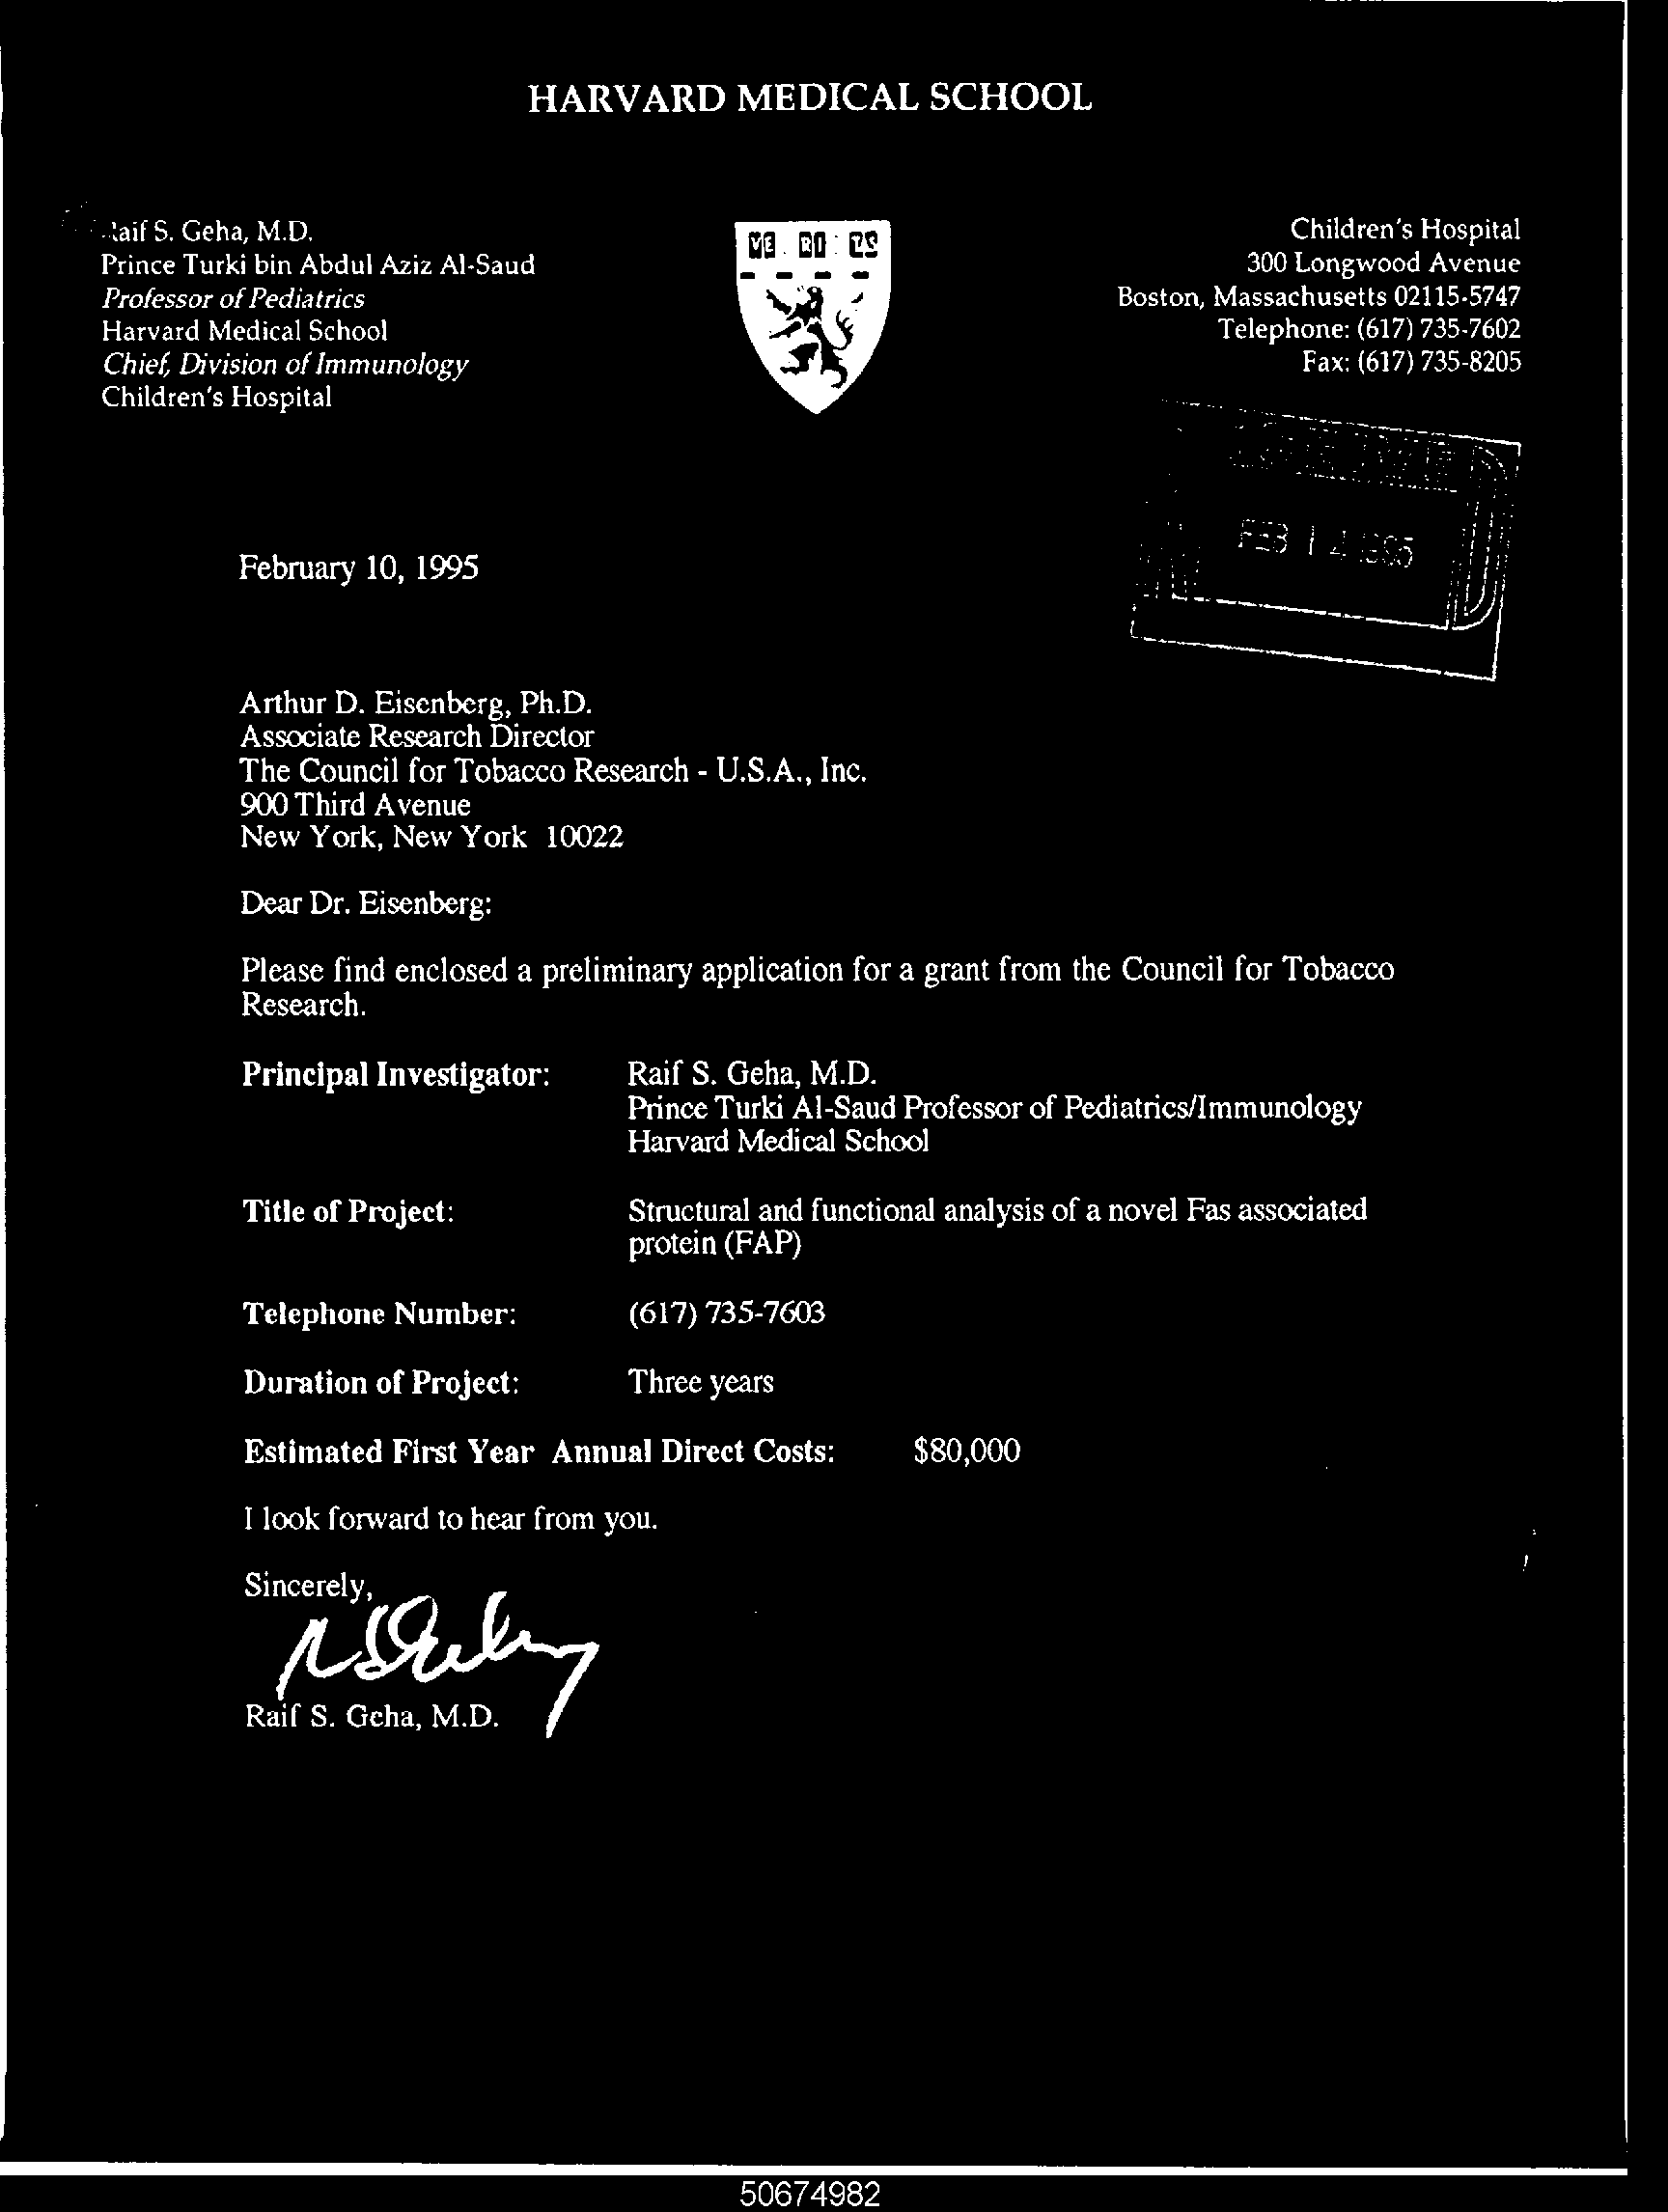 HARVARD MEDICAL SCHOOL
S. Geha, M.D.
Prince Turki bin Abdul Aziz Al-Saud
Professor of Pediatrics
Harvard Medical School
Chief, Division of Immunology
Children's Hospital
VE RI TS
Children's Hospital
300 Longwood Avenue
Boston, Massachusetts 02115-5747
Telephone: (617) 735-7602
Fax: (617) 735-8205
FEB 14 1995
February 10, 1995
Arthur D. Eisenberg, Ph.D.
Associate Research Director
The Council for Tobacco Research - U.S.A., Inc.
900 Third Avenue
New York, New York 10022
Dear Dr. Eisenberg:
Please find enclosed a preliminary application for a grant from the Council for Tobacco
Research.
Principal Investigator: Raif S. Geha, M.D.
Prince Turki Al-Saud Professor of Pediatrics/Immunology
Harvard Medical School
Title of Project: Structural and functional analysis of a novel Fas associated
protein (FAP)
Telephone Number: (617) 735-7603
Duration of Project: Three years
Estimated First Year Annual Direct Costs: $80,000
I look forward to hear from you.
Sincerely,
Raif S. Geha, M.D.
50674982